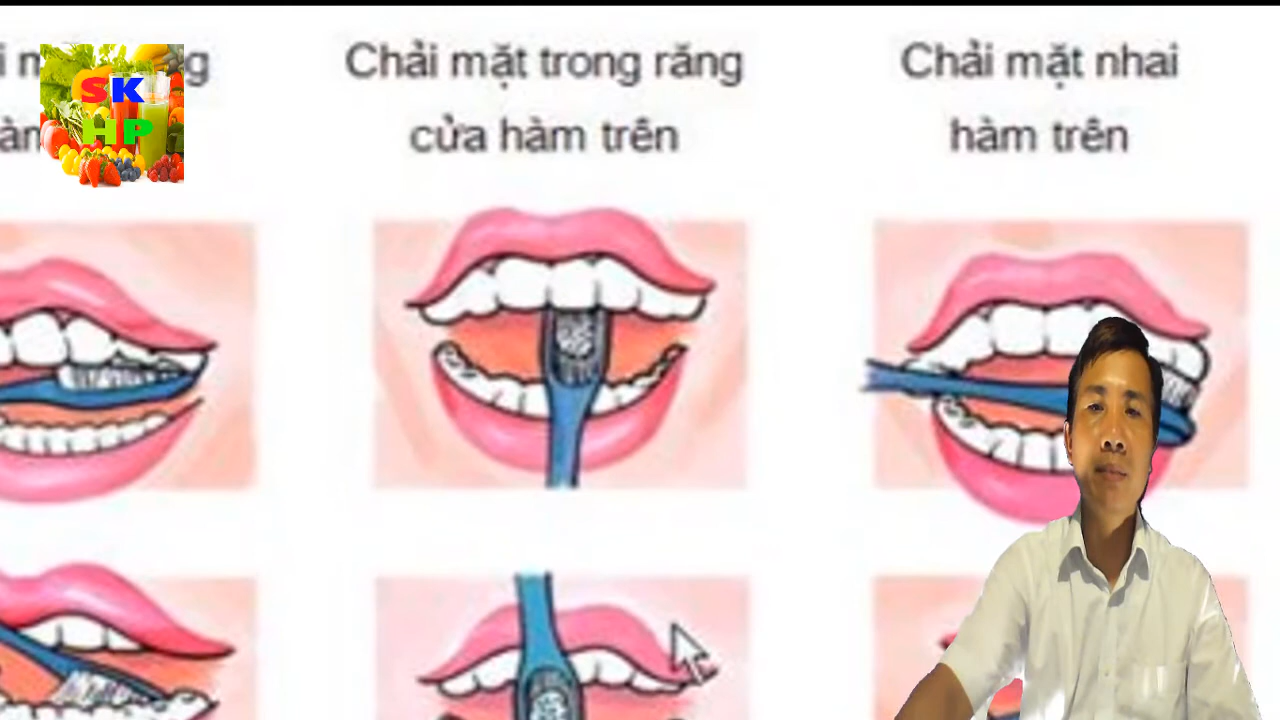 Chải mặt trong răng
cửa hàm trên
Chải mặt nhai
hàm trên
SK
HP